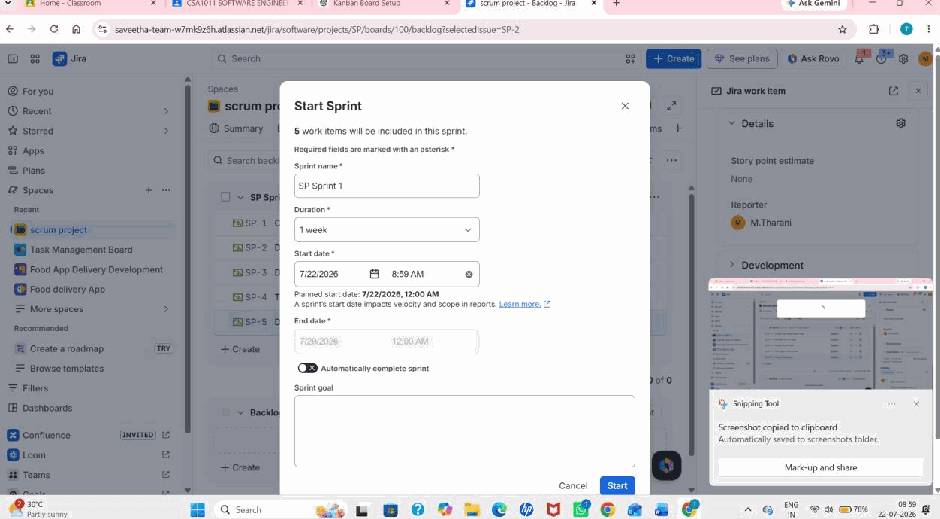 Home - Classroom
CSA1011 SOFTWARE ENGINEE
Kanban Board Setup
scrum project - Backlog - Jira
Ask Gemini
saveetha-team-w7mk9z6h.atlassian.net/jira/software/projects/SP/boards/100/backlog?selectedIssue=SP-2
Jira
Search
+ Create
See plans
Ask Rovo
For you
Recent
Starred
Apps
Plans
Spaces
Recent
scrum project
Task Management Board
Food App Delivery Development
Food delivery App
More spaces
Recommended
Create a roadmap
TRY
Browse templates
Filters
Dashboards
Confluence
INVITED
Loom
Teams
Spaces
scrum pr
Summary
Search back
SP Spr
SP-1
SP-2
SP-3
SP-4
SP-5
+ Create
0 of 0
Backlo
+ Create
Start Sprint
5 work items will be included in this sprint.
Required fields are marked with an asterisk *
Sprint name *
SP Sprint 1
Duration *
1 week
Start date *
7/22/2026
8:59 AM
Planned start date: 7/22/2026, 12:00 AM
A sprint's start date impacts velocity and scope in reports. Learn more.
End date *
7/29/2026
12:00 AM
Automatically complete sprint
Sprint goal
Cancel
Start
Jira work item
Details
Story point estimate
None
Reporter
M.Tharani
Development
Snipping Tool
Screenshot copied to clipboard
Automatically saved to screenshots folder.
Mark-up and share
30°C
Partly sunny
Search
ENG
IN
78%
08:59
22-07-2026